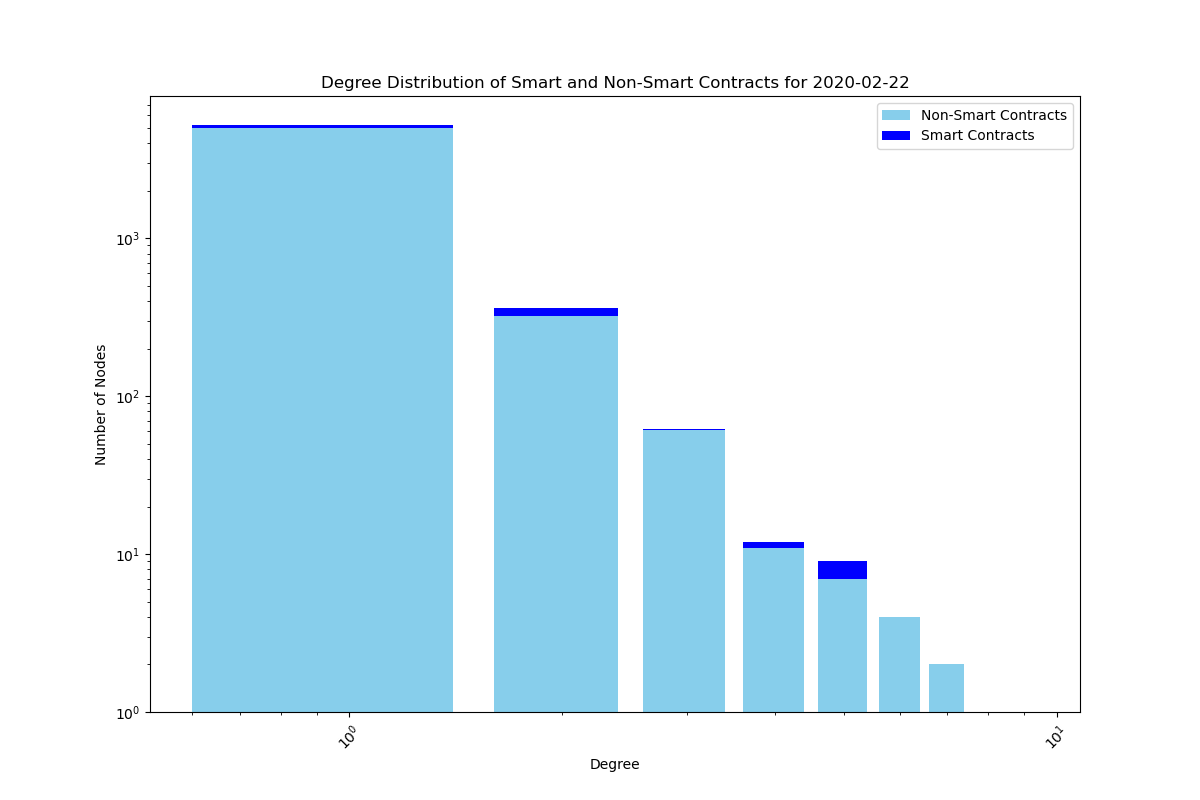 Degree Distribution of Smart and Non-Smart Contracts for 2020-02-22
Non-Smart Contracts
Smart Contracts
Number of Nodes
10³
10²
10¹
10⁰
10⁰
10¹
Degree